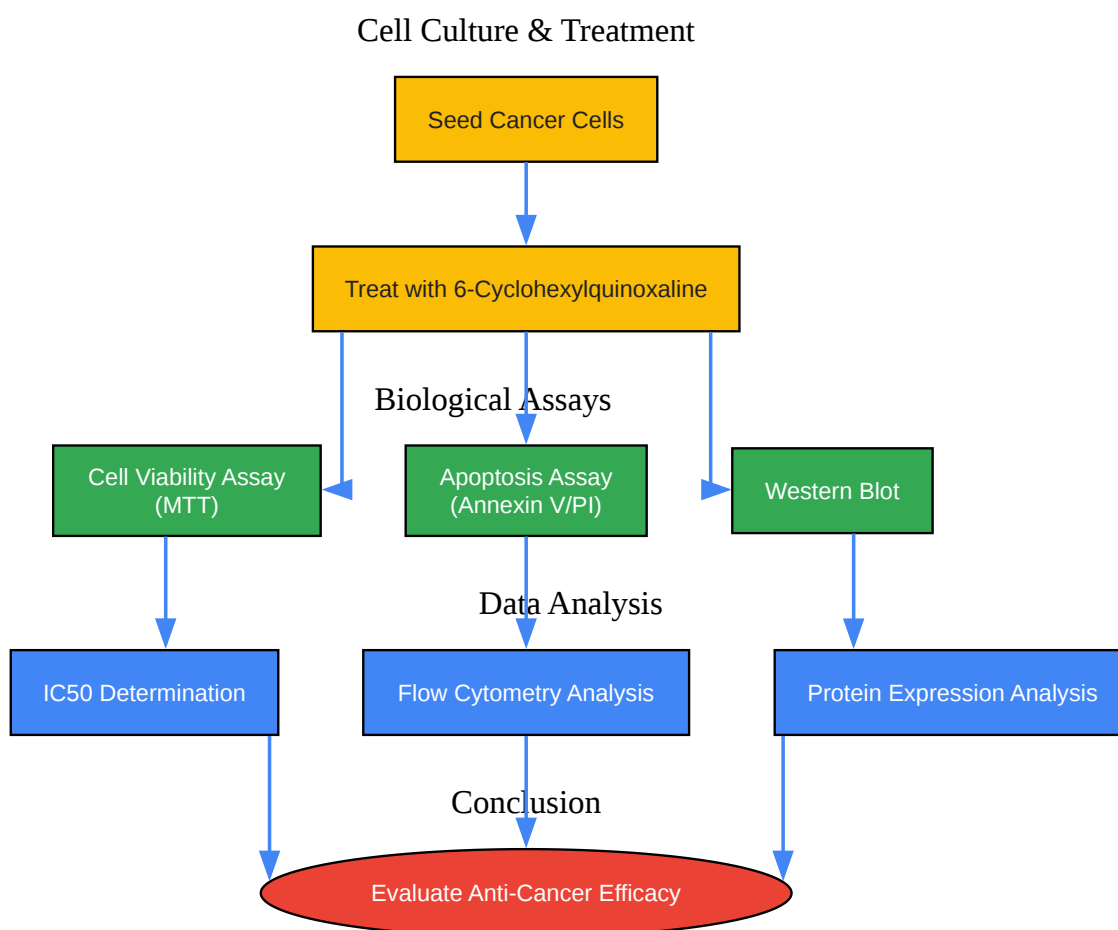 Cell Culture & Treatment
Seed Cancer Cells
Treat with 6-Cyclohexylquinoxaline
Biological Assays
Cell Viability Assay
(MTT)
Apoptosis Assay
(Annexin V/PI)
Western Blot
Data Analysis
IC50 Determination
Flow Cytometry Analysis
Protein Expression Analysis
Conclusion
Evaluate Anti-Cancer Efficacy